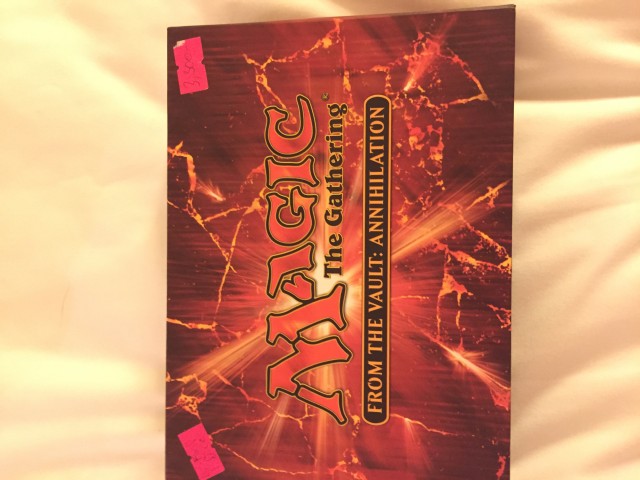 MAGIC
The Gathering®
FROM THE VAULT: ANNIHILATION